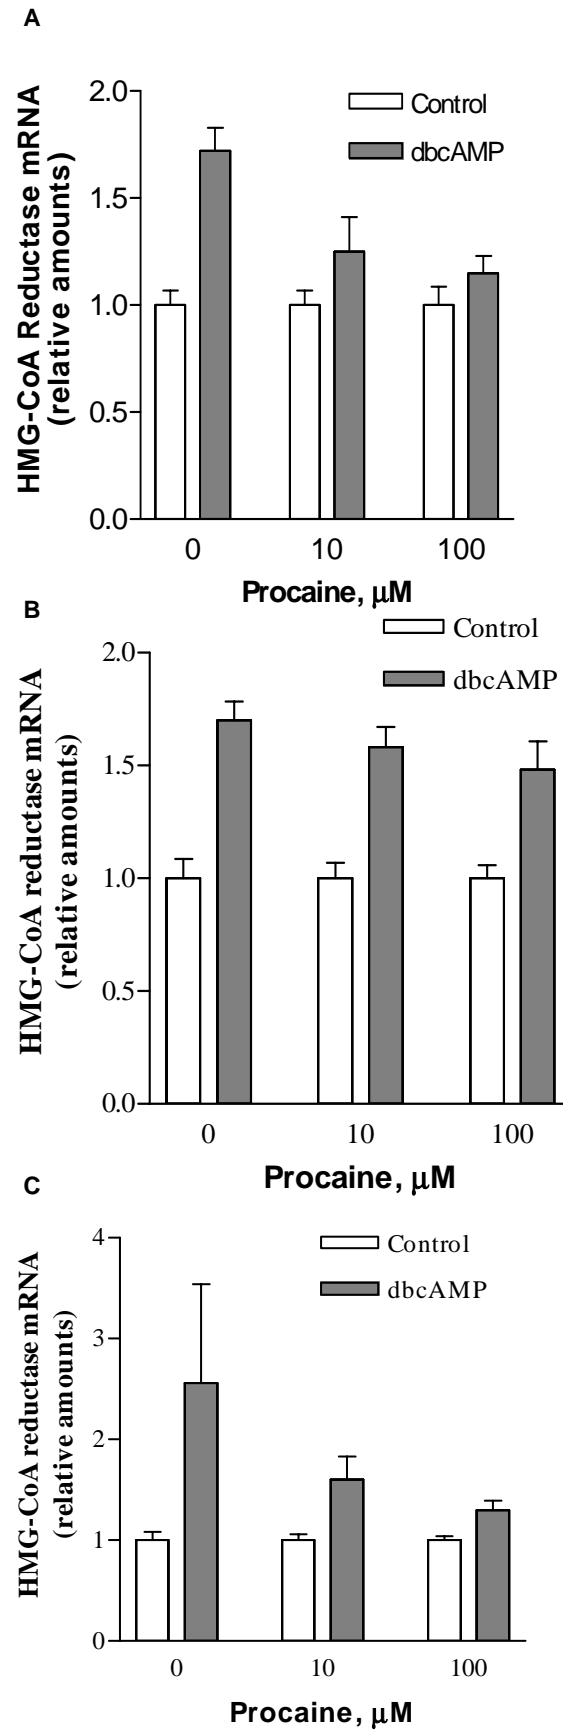 A
HMG-CoA Reductase mRNA
(relative amounts)
2.0
1.5
1.0
0.5
0.0
Control
dbcAMP
0 10 100
Procaine, μM
B
HMG-CoA reductase mRNA
(relative amounts)
2.0
1.5
1.0
0.5
0.0
Control
dbcAMP
0 10 100
Procaine, μM
C
HMG-CoA reductase mRNA
(relative amounts)
4
3
2
1
0
Control
dbcAMP
0 10 100
Procaine, μM